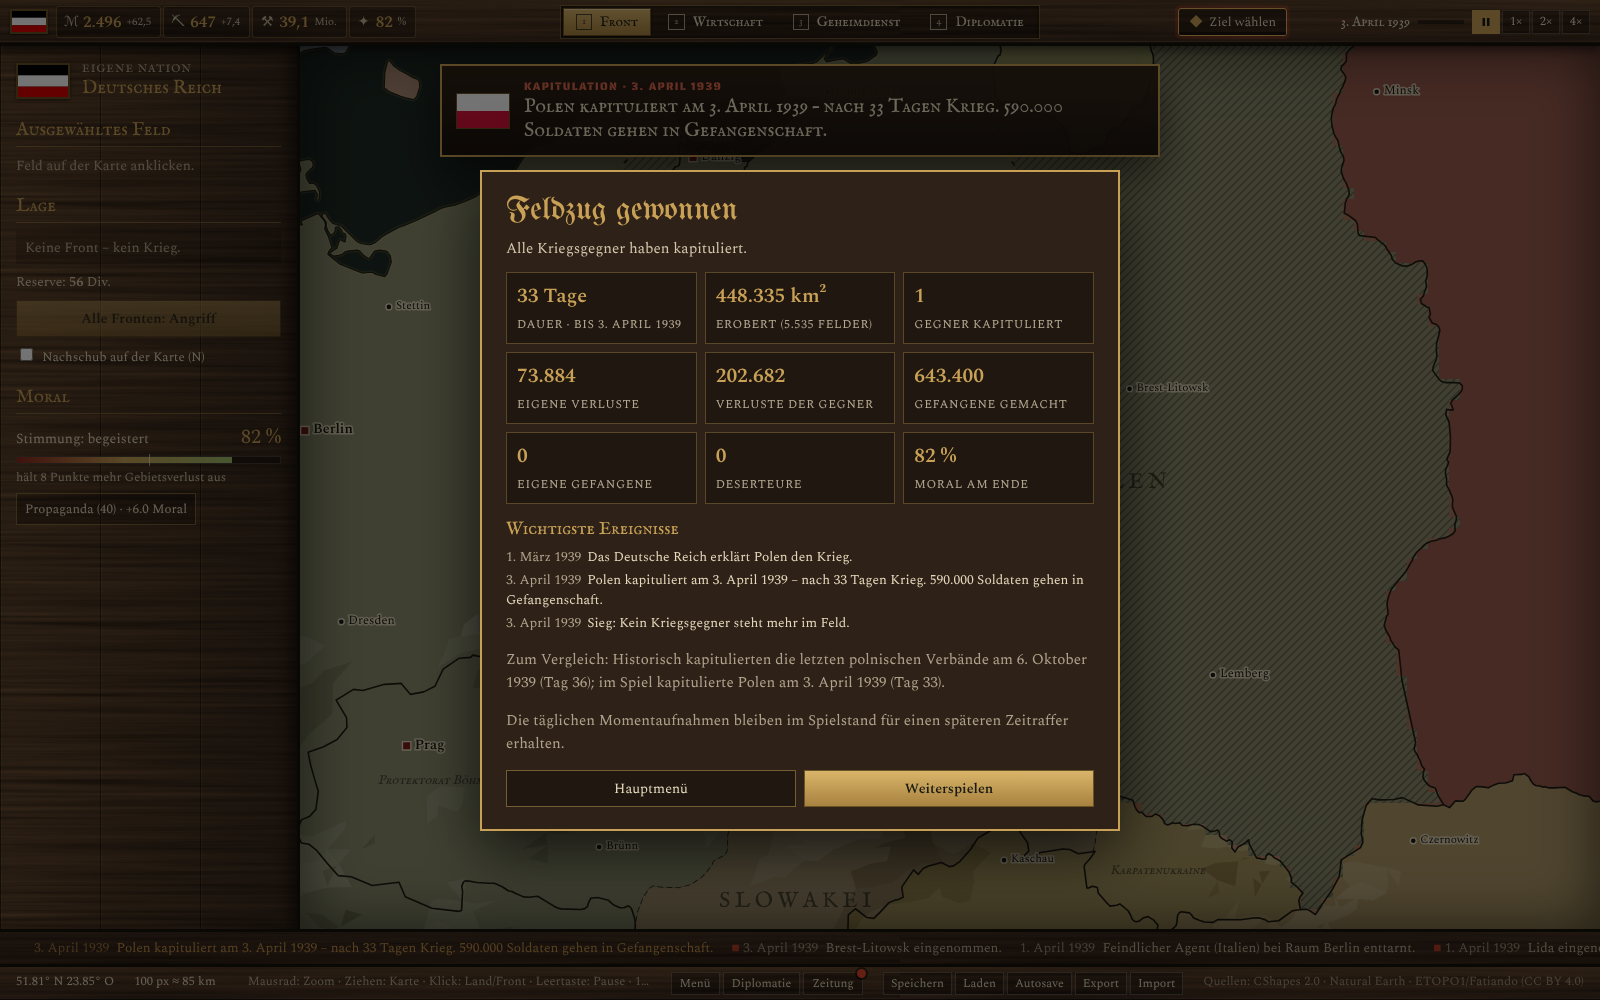 ℳ 2.496 +62,5 647 +7,4 39,1 Mio. 82 %
1 Front 2 Wirtschaft 3 Geheimdienst 4 Diplomatie
Ziel wählen
3. April 1939 1× 2× 4×
Eigene Nation
Deutsches Reich
Ausgewähltes Feld
Feld auf der Karte anklicken.
Lage
Keine Front – kein Krieg.
Reserve: 56 Div.
Alle Fronten: Angriff
Nachschub auf der Karte (N)
Moral
Stimmung: begeistert 82 %
hält 8 Punkte mehr Gebietsverlust aus
Propaganda (40) · +6.0 Moral
KAPITULATION · 3. APRIL 1939
Polen kapituliert am 3. April 1939 – nach 33 Tagen Krieg. 590.000
Soldaten gehen in Gefangenschaft.
Danzig
Minsk
Stettin
Berlin
Brest-Litowsk
Dresden
Lemberg
Prag
Brünn
Kaschau
Karpatenukraine
Czernowitz
SLOWAKEI
Feldzug gewonnen
Alle Kriegsgegner haben kapituliert.
33 Tage
DAUER · BIS 3. APRIL 1939
448.335 km²
EROBERT (5.535 FELDER)
1
GEGNER KAPITULIERT
73.884
EIGENE VERLUSTE
202.682
VERLUSTE DER GEGNER
643.400
GEFANGENE GEMACHT
0
EIGENE GEFANGENE
0
DESERTEURE
82 %
MORAL AM ENDE
Wichtigste Ereignisse
1. März 1939 Das Deutsche Reich erklärt Polen den Krieg.
3. April 1939 Polen kapituliert am 3. April 1939 – nach 33 Tagen Krieg. 590.000 Soldaten gehen in
Gefangenschaft.
3. April 1939 Sieg: Kein Kriegsgegner steht mehr im Feld.
Zum Vergleich: Historisch kapitulierten die letzten polnischen Verbände am 6. Oktober
1939 (Tag 36); im Spiel kapitulierte Polen am 3. April 1939 (Tag 33).
Die täglichen Momentaufnahmen bleiben im Spielstand für einen späteren Zeitraffer
erhalten.
Hauptmenü Weiterspielen
3. April 1939 Polen kapituliert am 3. April 1939 – nach 33 Tagen Krieg. 590.000 Soldaten gehen in Gefangenschaft. 3. April 1939 Brest-Litowsk eingenommen. 1. April 1939 Feindlicher Agent (Italien) bei Raum Berlin enttarnt. 1. April 1939 Lida
51.81° N 23.85° O 100 px ≈ 85 km Mausrad: Zoom · Ziehen: Karte · Klick: Land/Front · Leertaste: Pause · 1… Menü Diplomatie Zeitung Speichern Laden Autosave Export Import Quellen: CShapes 2.0 · Natural Earth · ETOPO1/Fatiando (CC BY 4.0)